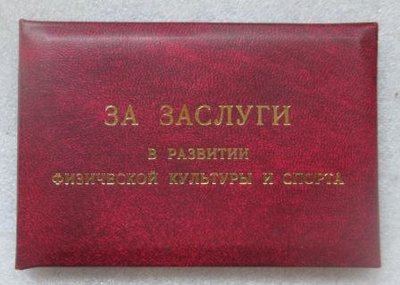 ЗА ЗАСЛУГИ
В РАЗВИТИИ
ФИЗИЧЕСКОЙ КУЛЬТУРЫ И СПОРТА